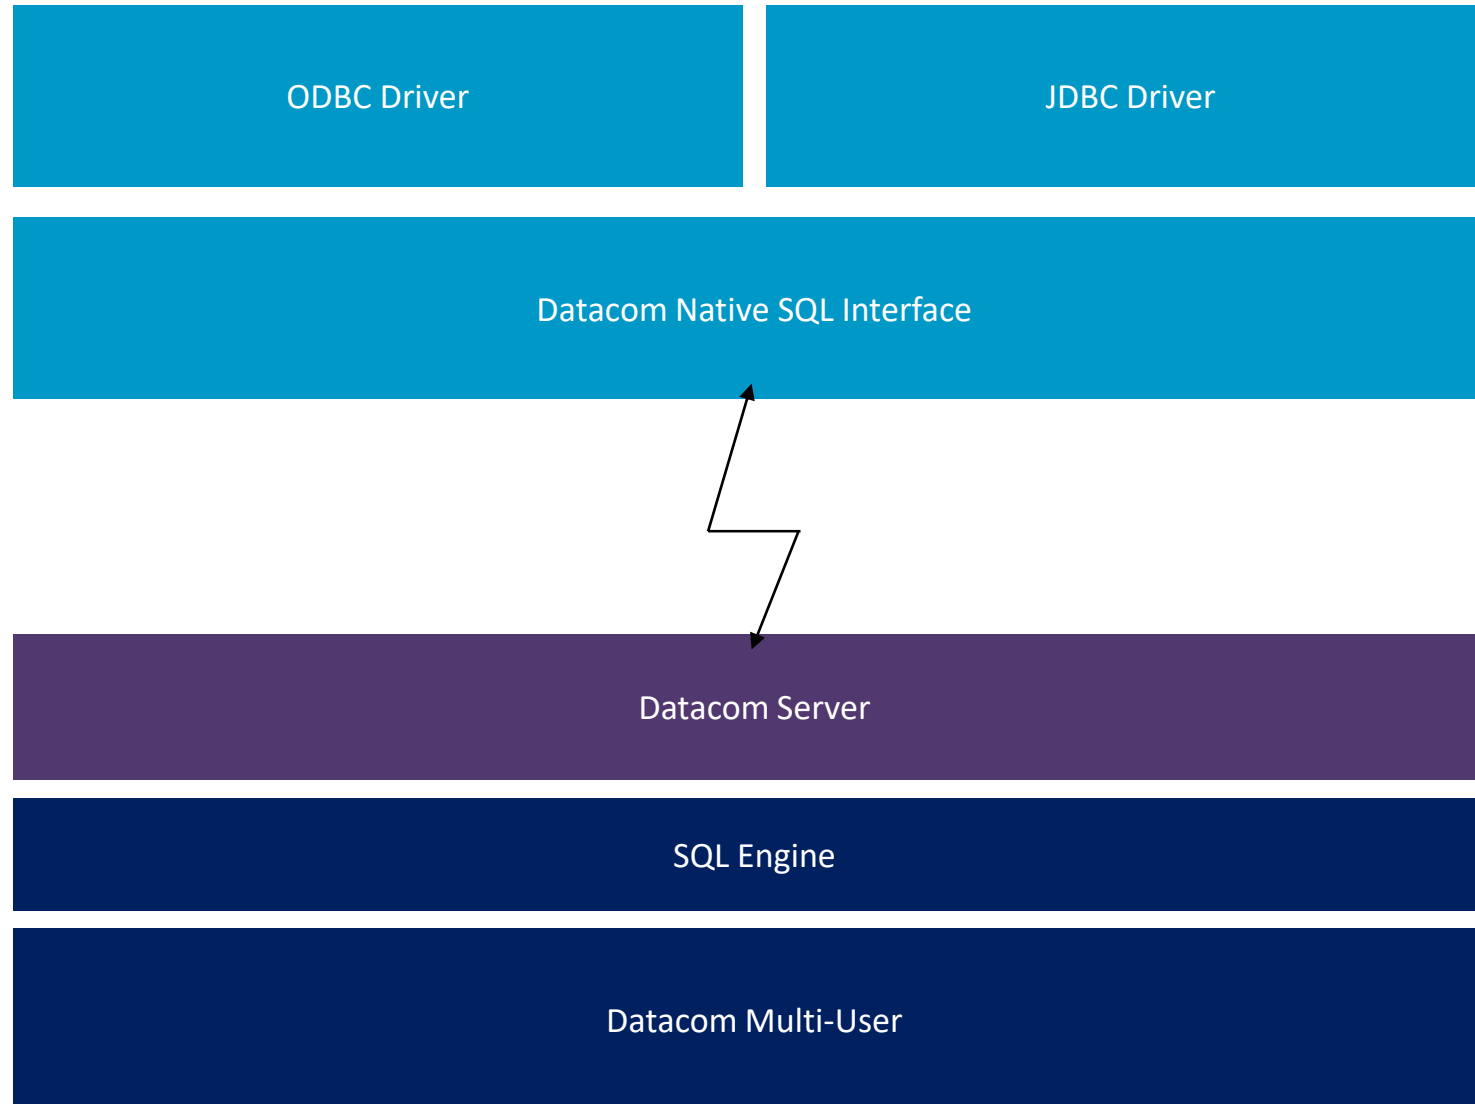 ODBC Driver
JDBC Driver
Datacom Native SQL Interface
Datacom Server
SQL Engine
Datacom Multi-User